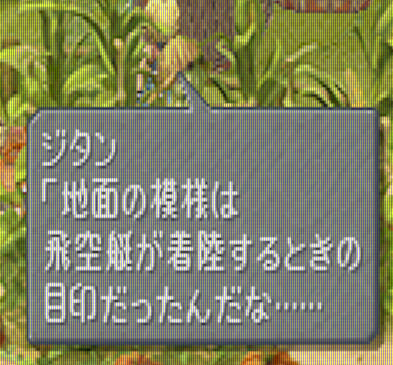 ジタン
「地面の模様は
飛空艇が着陸するときの
目印だったんだな……